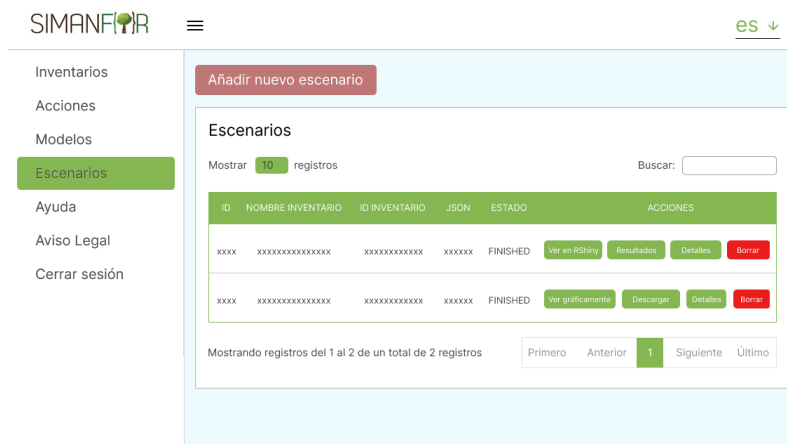 SIMANFOR
es
Inventarios
Acciones
Modelos
Escenarios
Ayuda
Aviso Legal
Cerrar sesión
Añadir nuevo escenario
Escenarios
Mostrar 10 registros
Buscar:
ID NOMBRE INVENTARIO ID INVENTARIO JSON ESTADO ACCIONES
xxxx xxxxxxxxxxxxxxx xxxxxxxxxxxx xxxxxx FINISHED Ver en RShiny Resultados Detalles Borrar
xxxx xxxxxxxxxxxxxxx xxxxxxxxxxxx xxxxxx FINISHED Ver gráficamente Descargar Detalles Borrar
Mostrando registros del 1 al 2 de un total de 2 registros
Primero Anterior 1 Siguiente Último